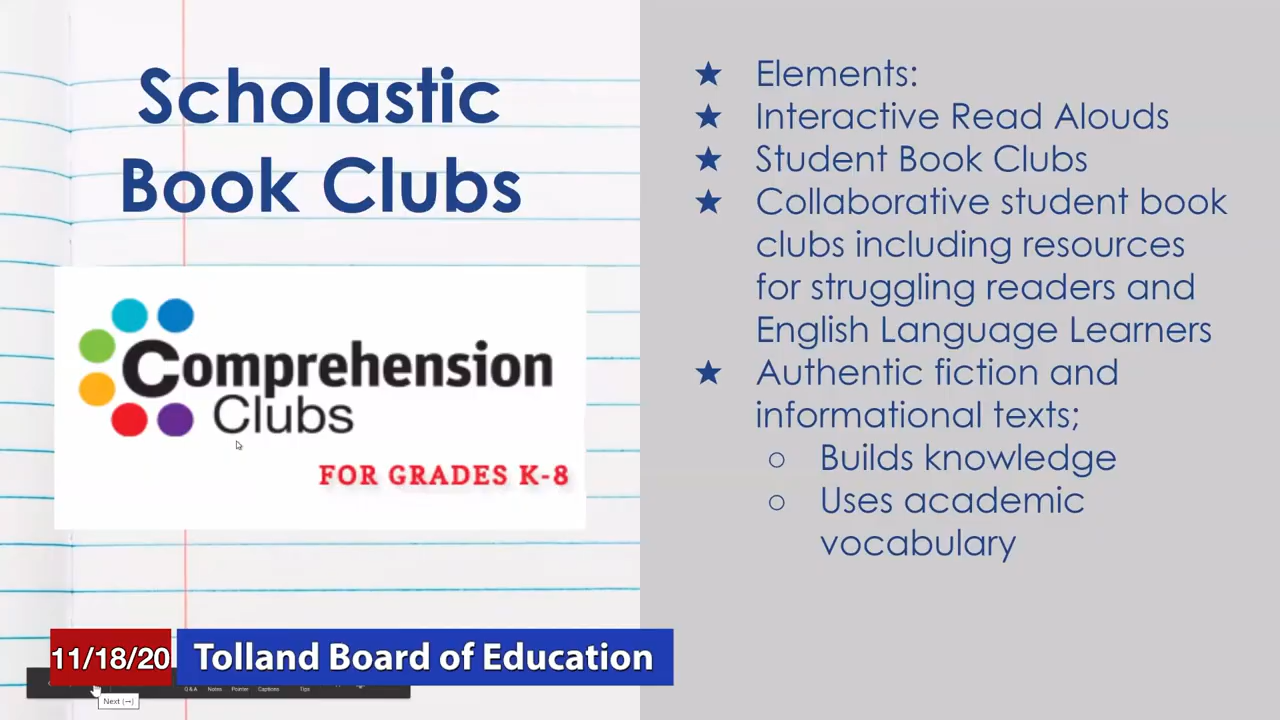 Scholastic
Book Clubs
Comprehension
Clubs
FOR GRADES K-8
★ Elements:
★ Interactive Read Alouds
★ Student Book Clubs
★ Collaborative student book
clubs including resources
for struggling readers and
English Language Learners
★ Authentic fiction and
informational texts;
○ Builds knowledge
○ Uses academic
vocabulary
11/18/20 Tolland Board of Education
Q & A Notes Pointer Captions Tips
Next (→)